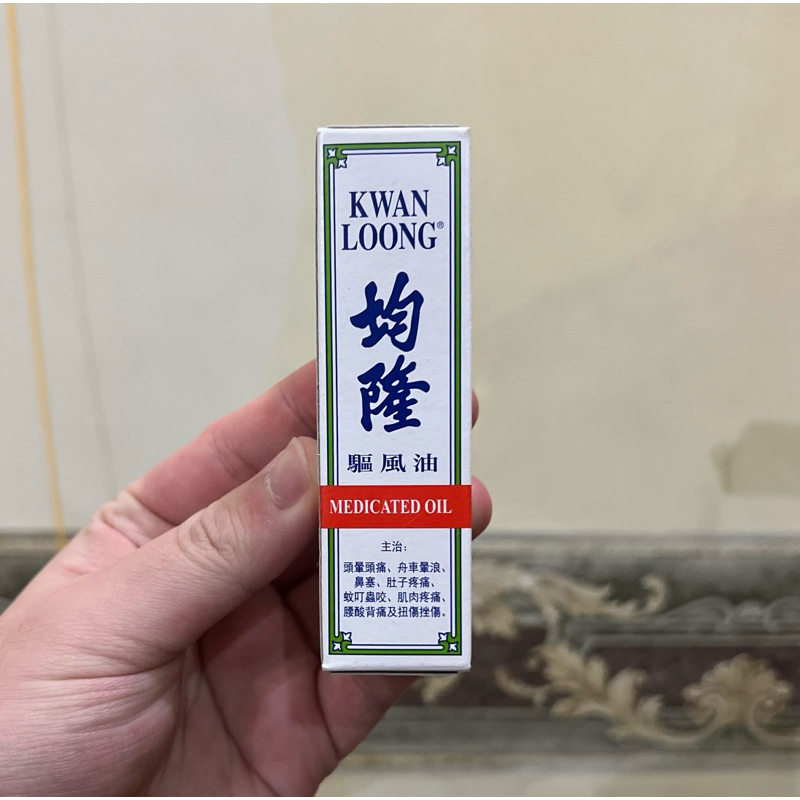 KWAN
LOONG®
均
隆
驅風油
MEDICATED OIL
主治：
頭暈頭痛、舟車暈浪、
鼻塞、肚子疼痛、
蚊叮蟲咬、肌肉疼痛、
腰酸背痛及扭傷挫傷。